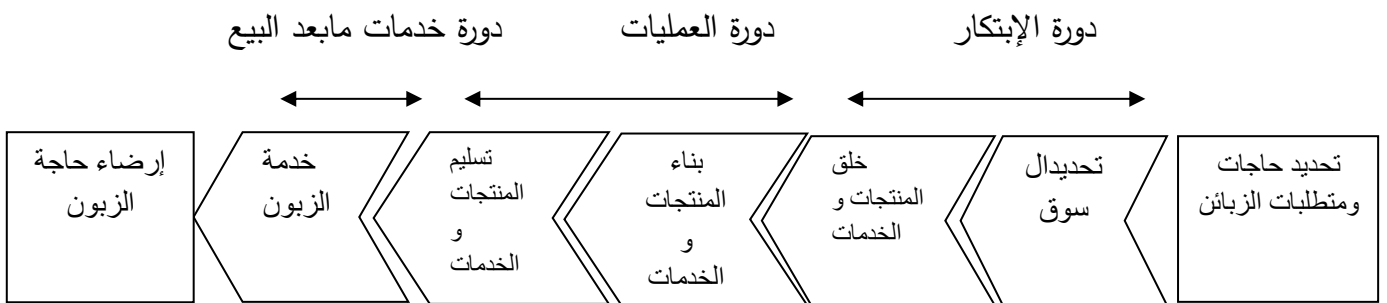 دورة الإبتكار
دورة العمليات
دورة خدمات مابعد البيع
تحديد حاجات
ومتطلبات الزبائن
تحديدال
سوق
خلق
المنتجات و
الخدمات
بناء
المنتجات
و
الخدمات
تسليم
المنتجات
و
الخدمات
خدمة
الزبون
إرضاء حاجة
الزبون